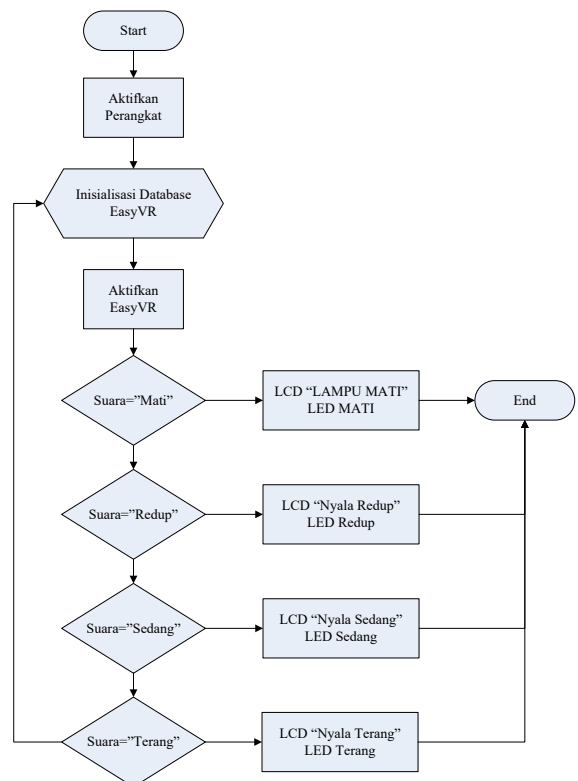 Start
Aktifkan
Perangkat
Inisialisasi Database
EasyVR
Aktifkan
EasyVR
Suara=”Mati”
LCD “LAMPU MATI”
LED MATI
End
Suara=”Redup”
LCD “Nyala Redup”
LED Redup
Suara=”Sedang”
LCD “Nyala Sedang”
LED Sedang
Suara=”Terang”
LCD “Nyala Terang”
LED Terang